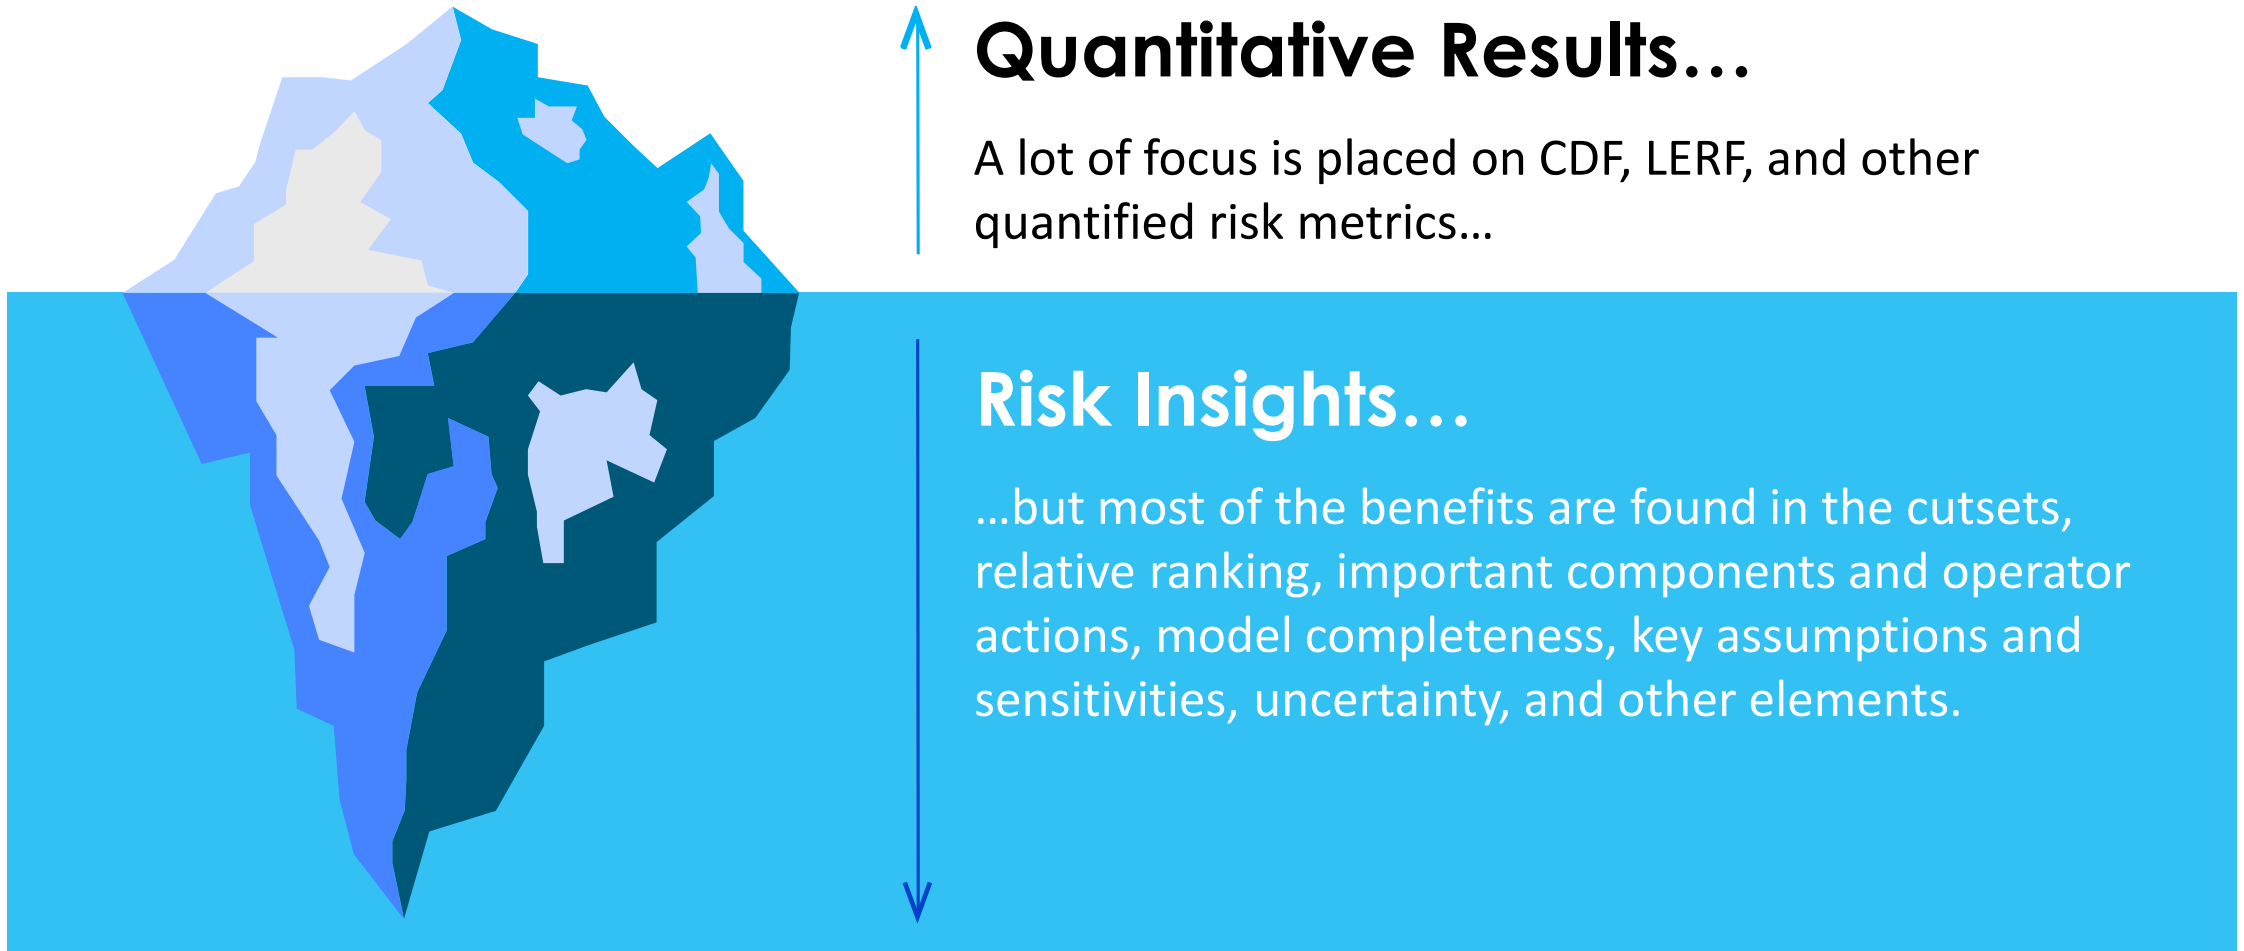 Quantitative Results…
A lot of focus is placed on CDF, LERF, and other
quantified risk metrics…
Risk Insights…
…but most of the benefits are found in the cutsets,
relative ranking, important components and operator
actions, model completeness, key assumptions and
sensitivities, uncertainty, and other elements.